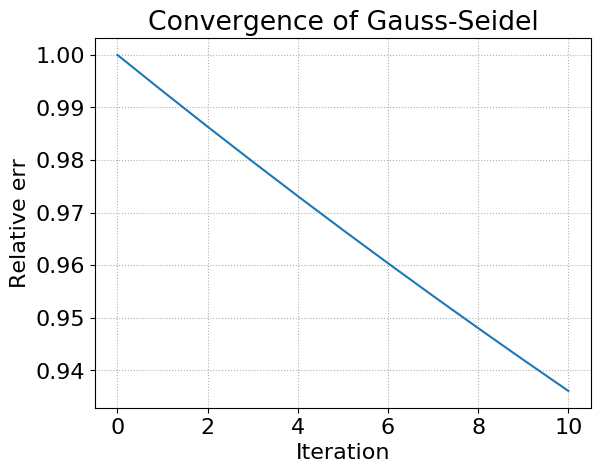 Convergence of Gauss-Seidel
1.00
0.99
0.98
0.97
0.96
0.95
0.94
Relative err
0 2 4 6 8 10
Iteration